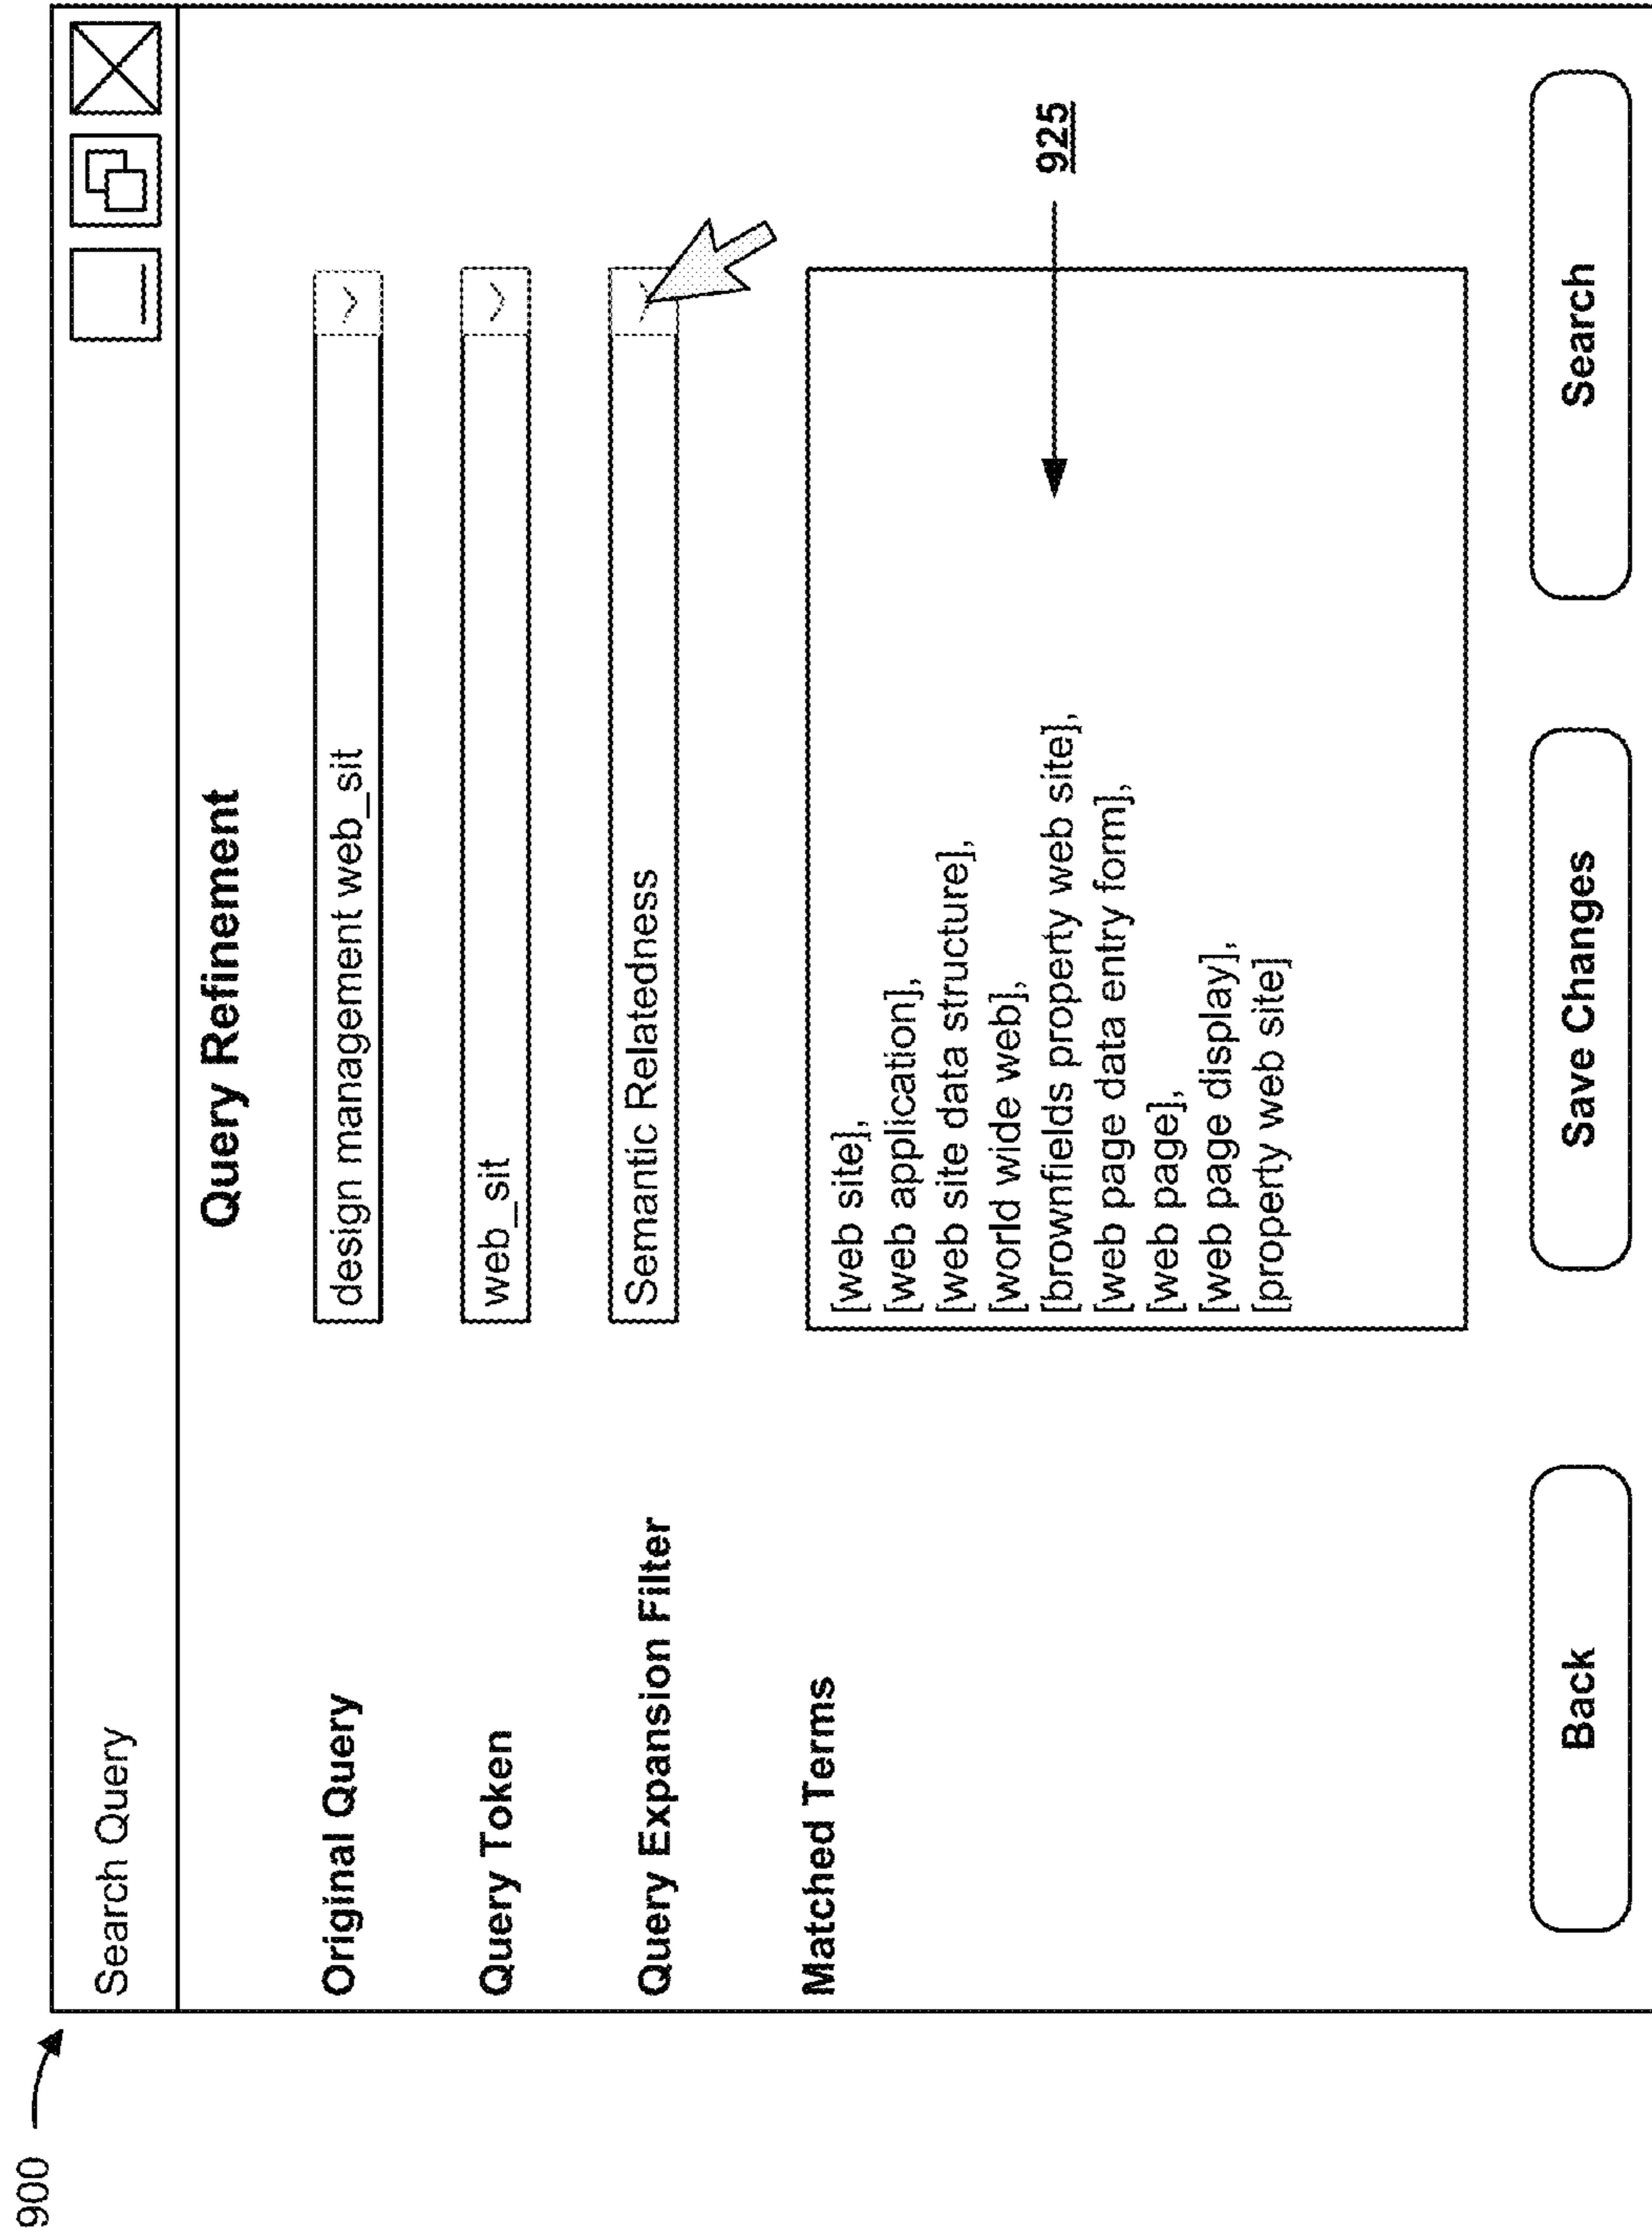 900
Search Query
Query Refinement
Original Query
design management web_sit
Query Token
web_sit
Query Expansion Filter
Semantic Relatedness
Matched Terms
[web site],
[web application],
[web site data structure],
[world wide web],
[brownfields property web site],
[web page data entry form],
[web page],
[web page display],
[property web site]
925
Back
Save Changes
Search